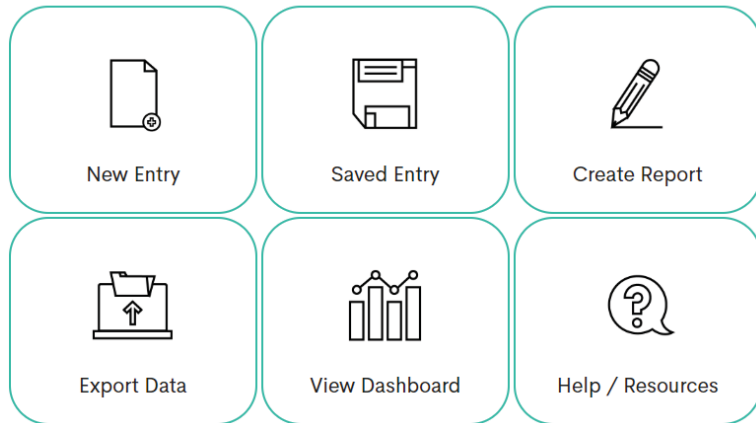 New Entry
Saved Entry
Create Report
Export Data
View Dashboard
Help / Resources